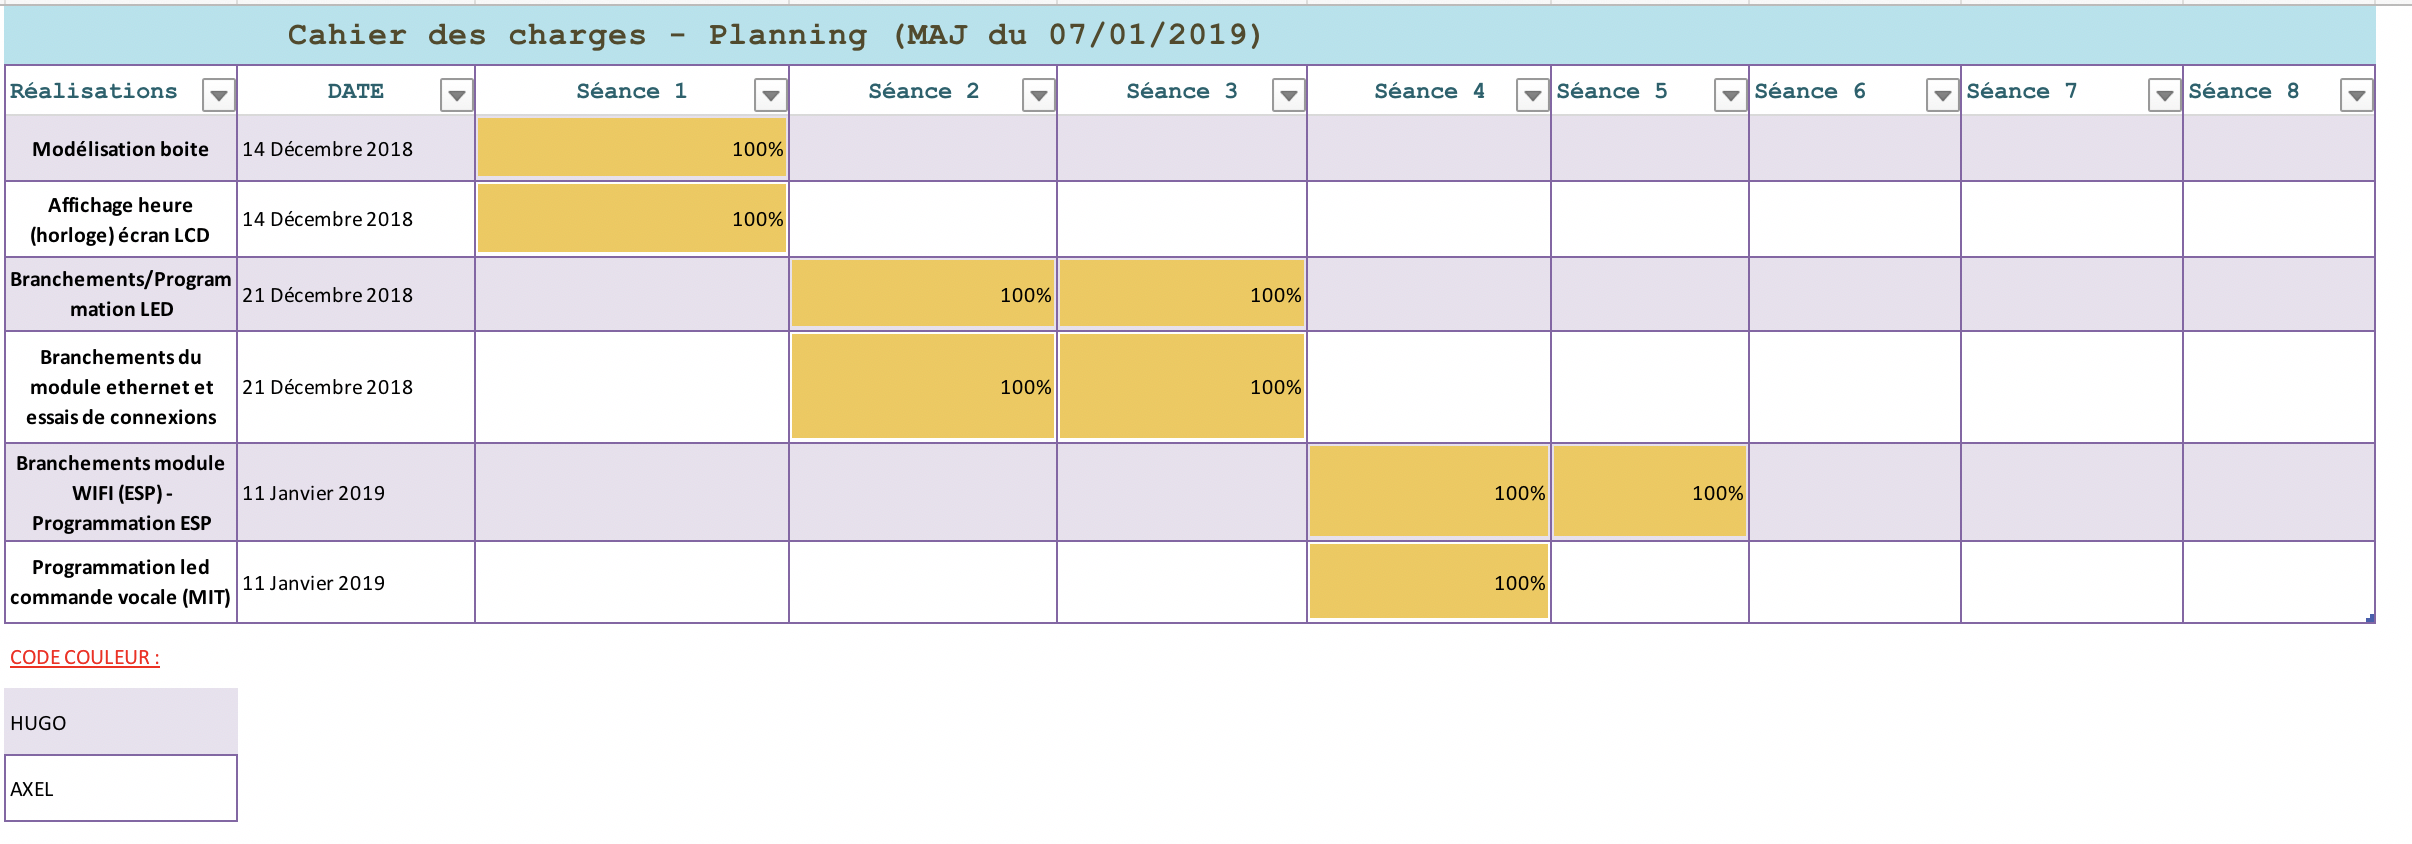 Cahier des charges - Planning (MAJ du 07/01/2019)
Réalisations DATE Séance 1 Séance 2 Séance 3 Séance 4 Séance 5 Séance 6 Séance 7 Séance 8
Modélisation boite 14 Décembre 2018 100%
Affichage heure
(horloge) écran LCD
14 Décembre 2018 100%
Branchements/Program
mation LED
21 Décembre 2018 100% 100%
Branchements du
module ethernet et
essais de connexions
21 Décembre 2018 100% 100%
Branchements module
WIFI (ESP) -
Programmation ESP
11 Janvier 2019 100% 100%
Programmation led
commande vocale (MIT)
11 Janvier 2019 100%
CODE COULEUR :
HUGO
AXEL